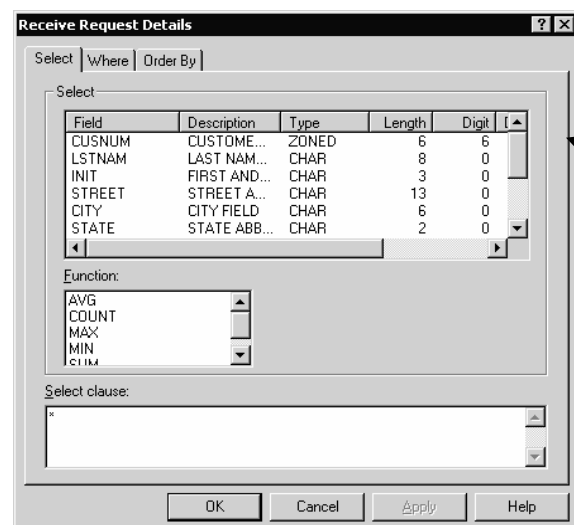 Receive Request Details
Select Where Order By
Select
Field Description Type Length Digit
CUSNUM CUSTOME... ZONED 6 6
LSTNAM LAST NAM... CHAR 8 0
INIT FIRST AND... CHAR 3 0
STREET STREET A... CHAR 13 0
CITY CITY FIELD CHAR 6 0
STATE STATE ABB... CHAR 2 0
Function:
AVG
COUNT
MAX
MIN
SUM
Select clause:
*
OK Cancel Apply Help